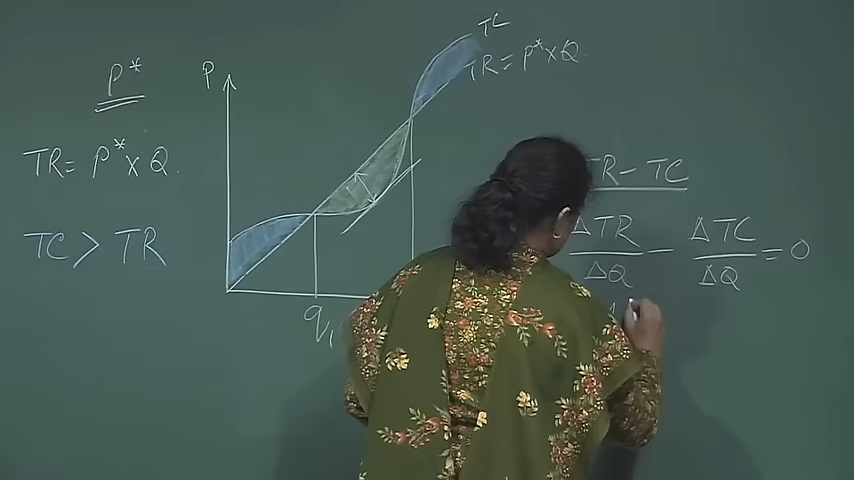 P*
TR = P* x Q.
TC > TR
P
TC
TR = P* x Q.
q₁
TR - TC
ΔTR/ΔQ - ΔTC/ΔQ = 0